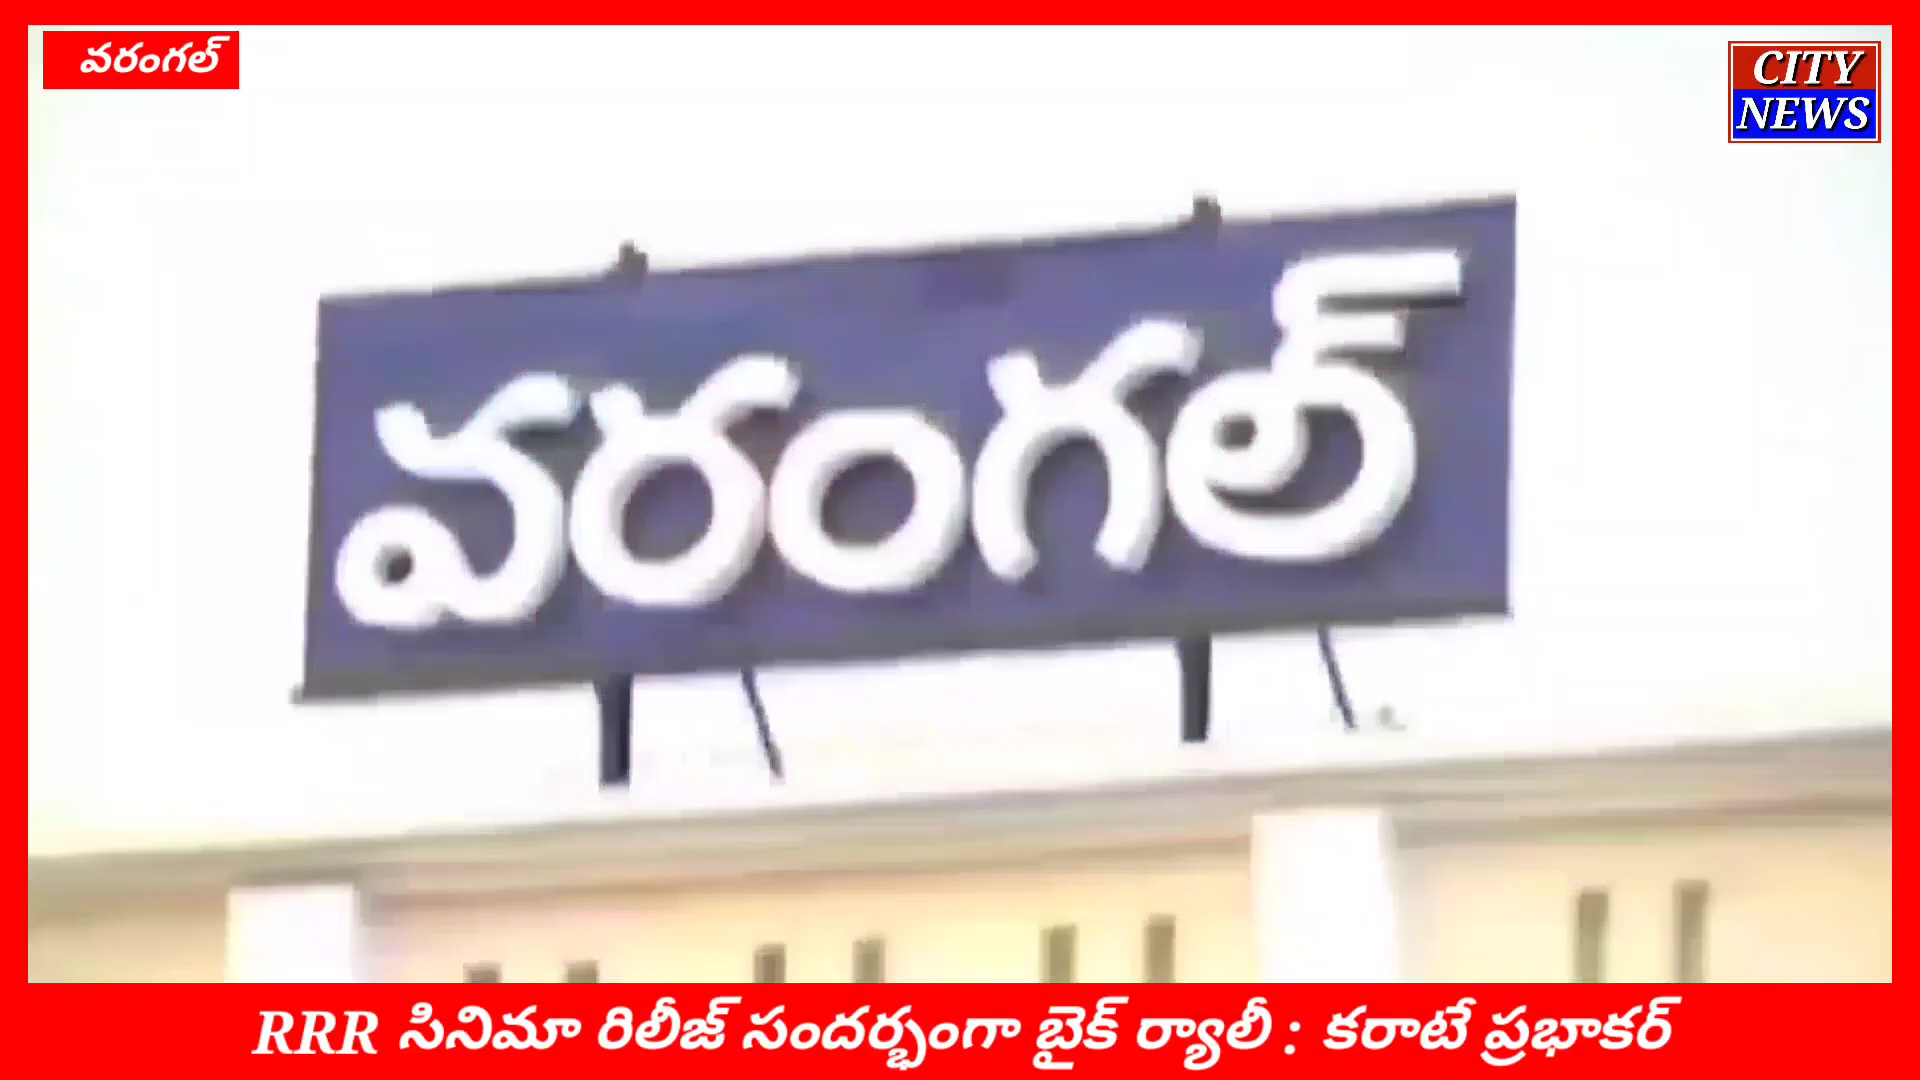 వరంగల్
CITY
NEWS
వరంగల్
RRR సినిమా రిలీజ్ సందర్భంగా బైక్ ర్యాలీ : కరాటే ప్రభాకర్